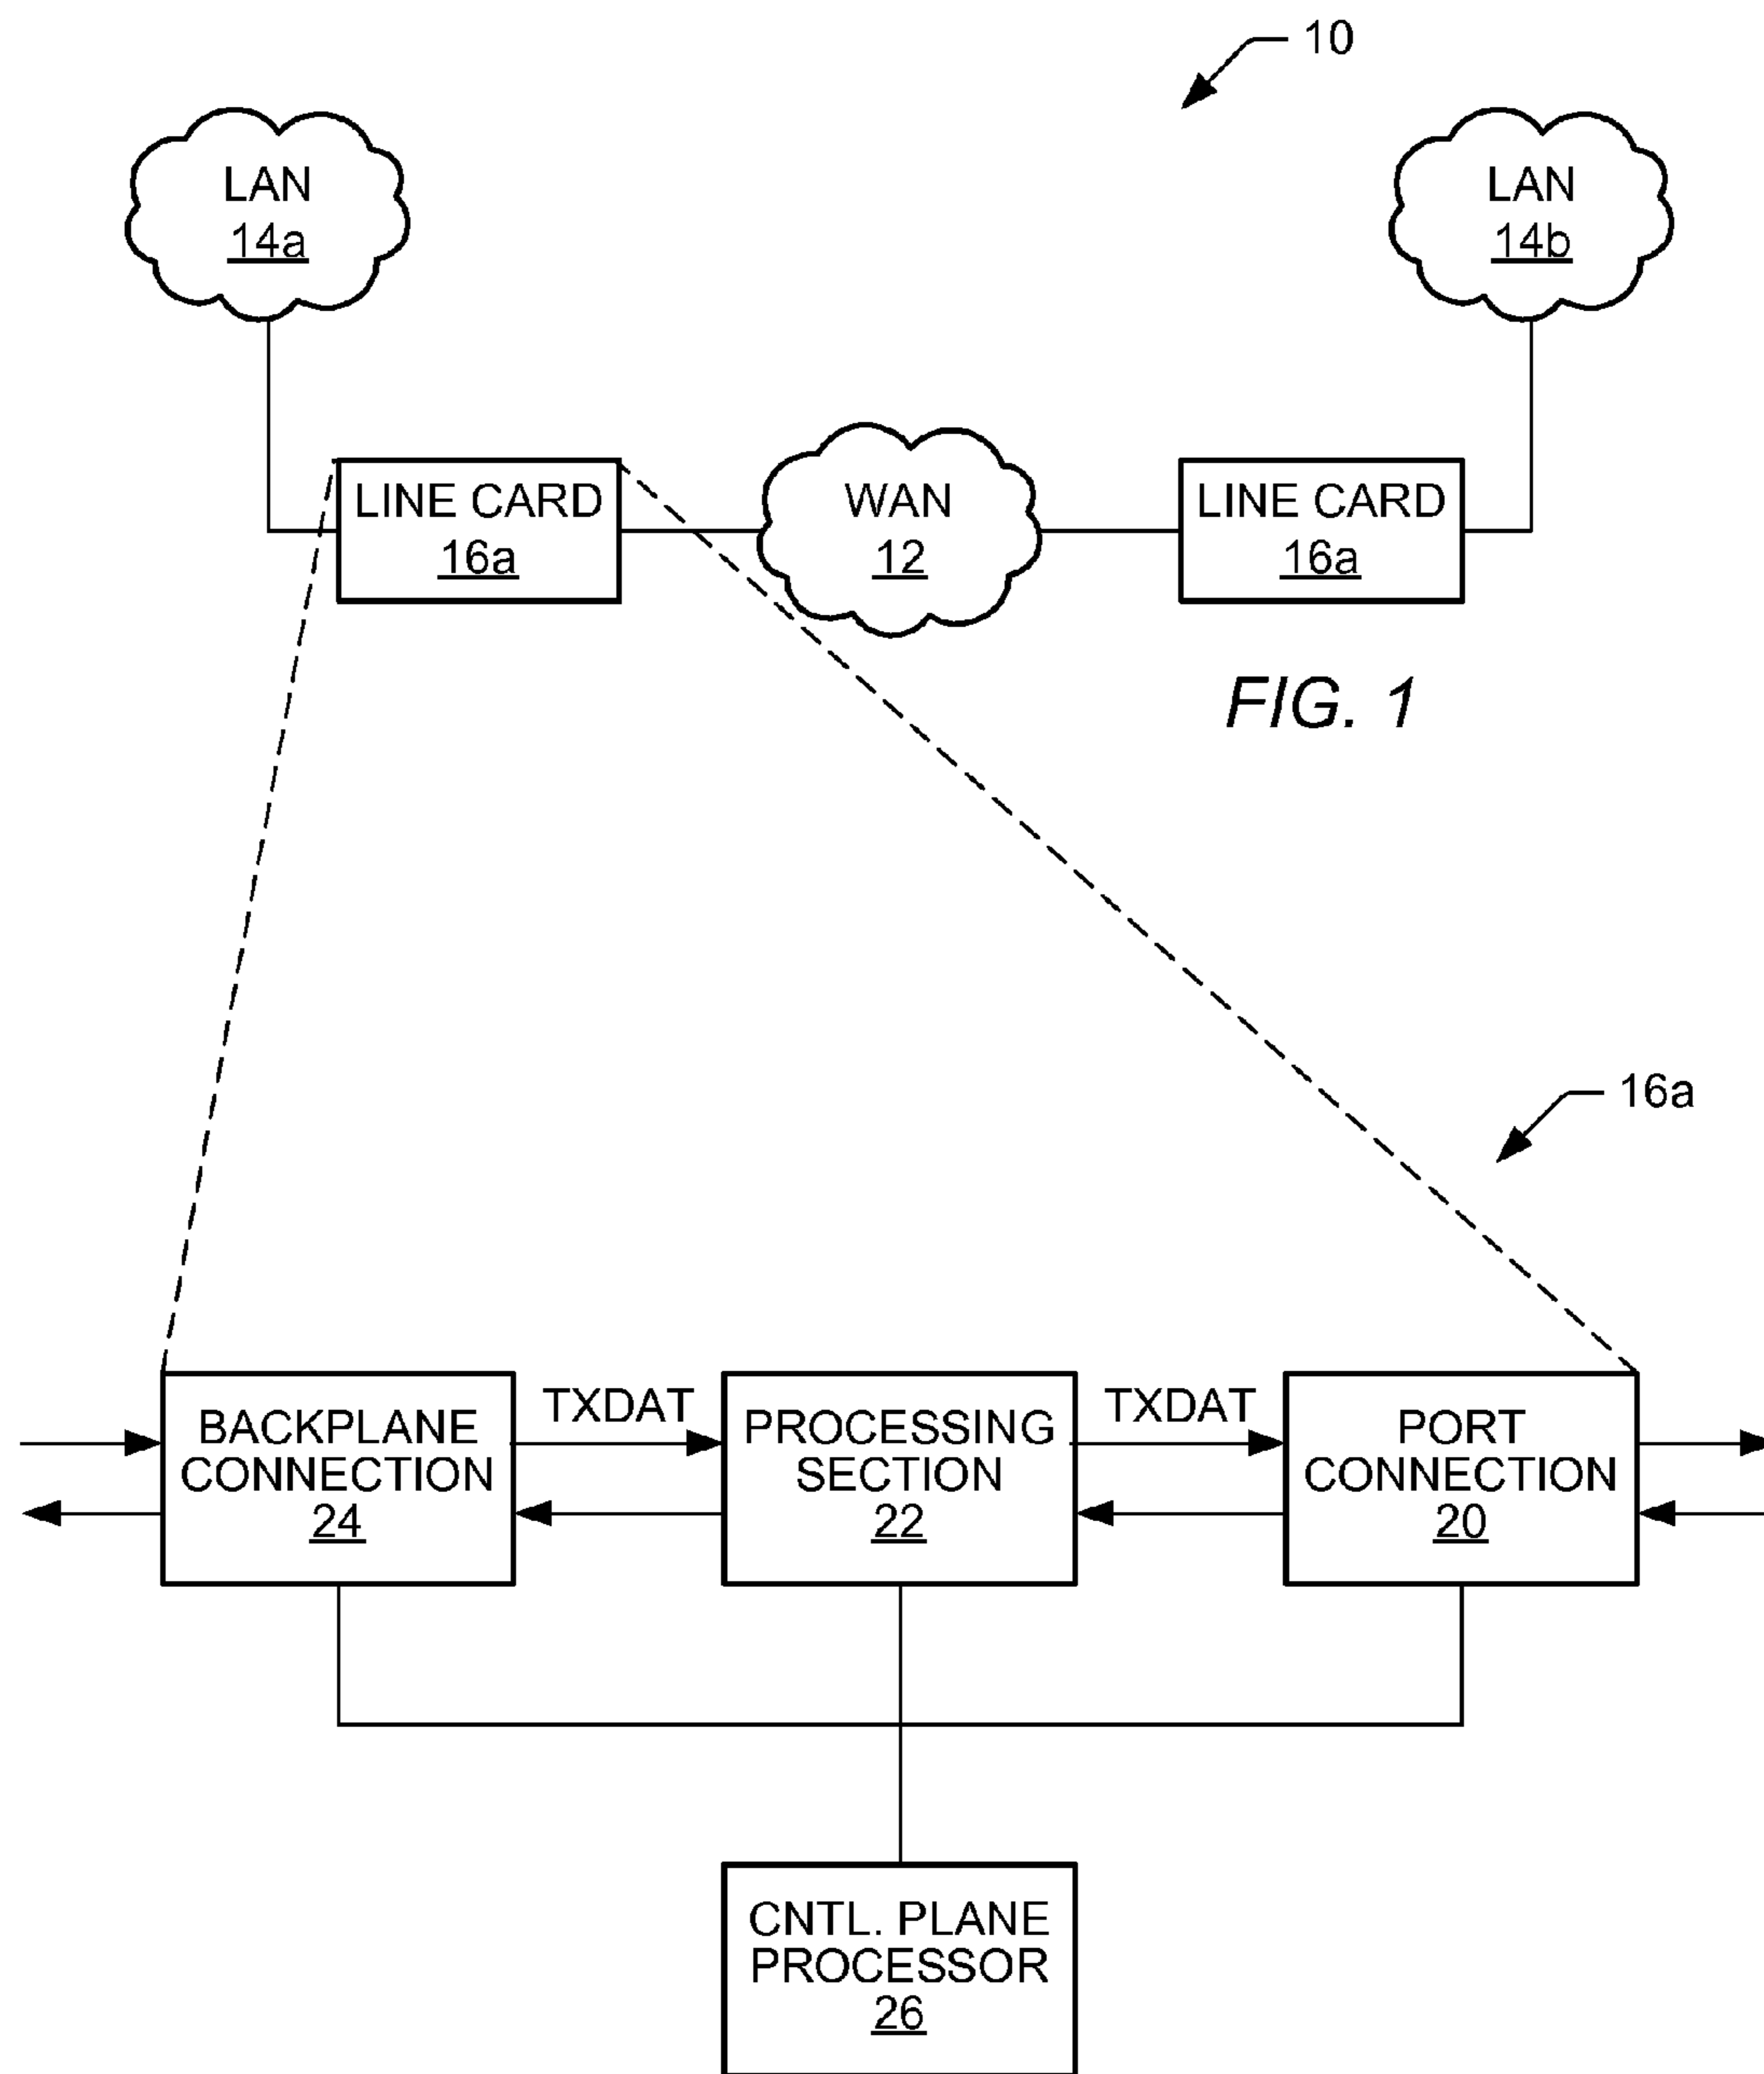 10
LAN
14a
LAN
14b
LINE CARD
16a
WAN
12
LINE CARD
16a
FIG. 1
16a
BACKPLANE
CONNECTION
24
TXDAT
PROCESSING
SECTION
22
TXDAT
PORT
CONNECTION
20
CNTL. PLANE
PROCESSOR
26